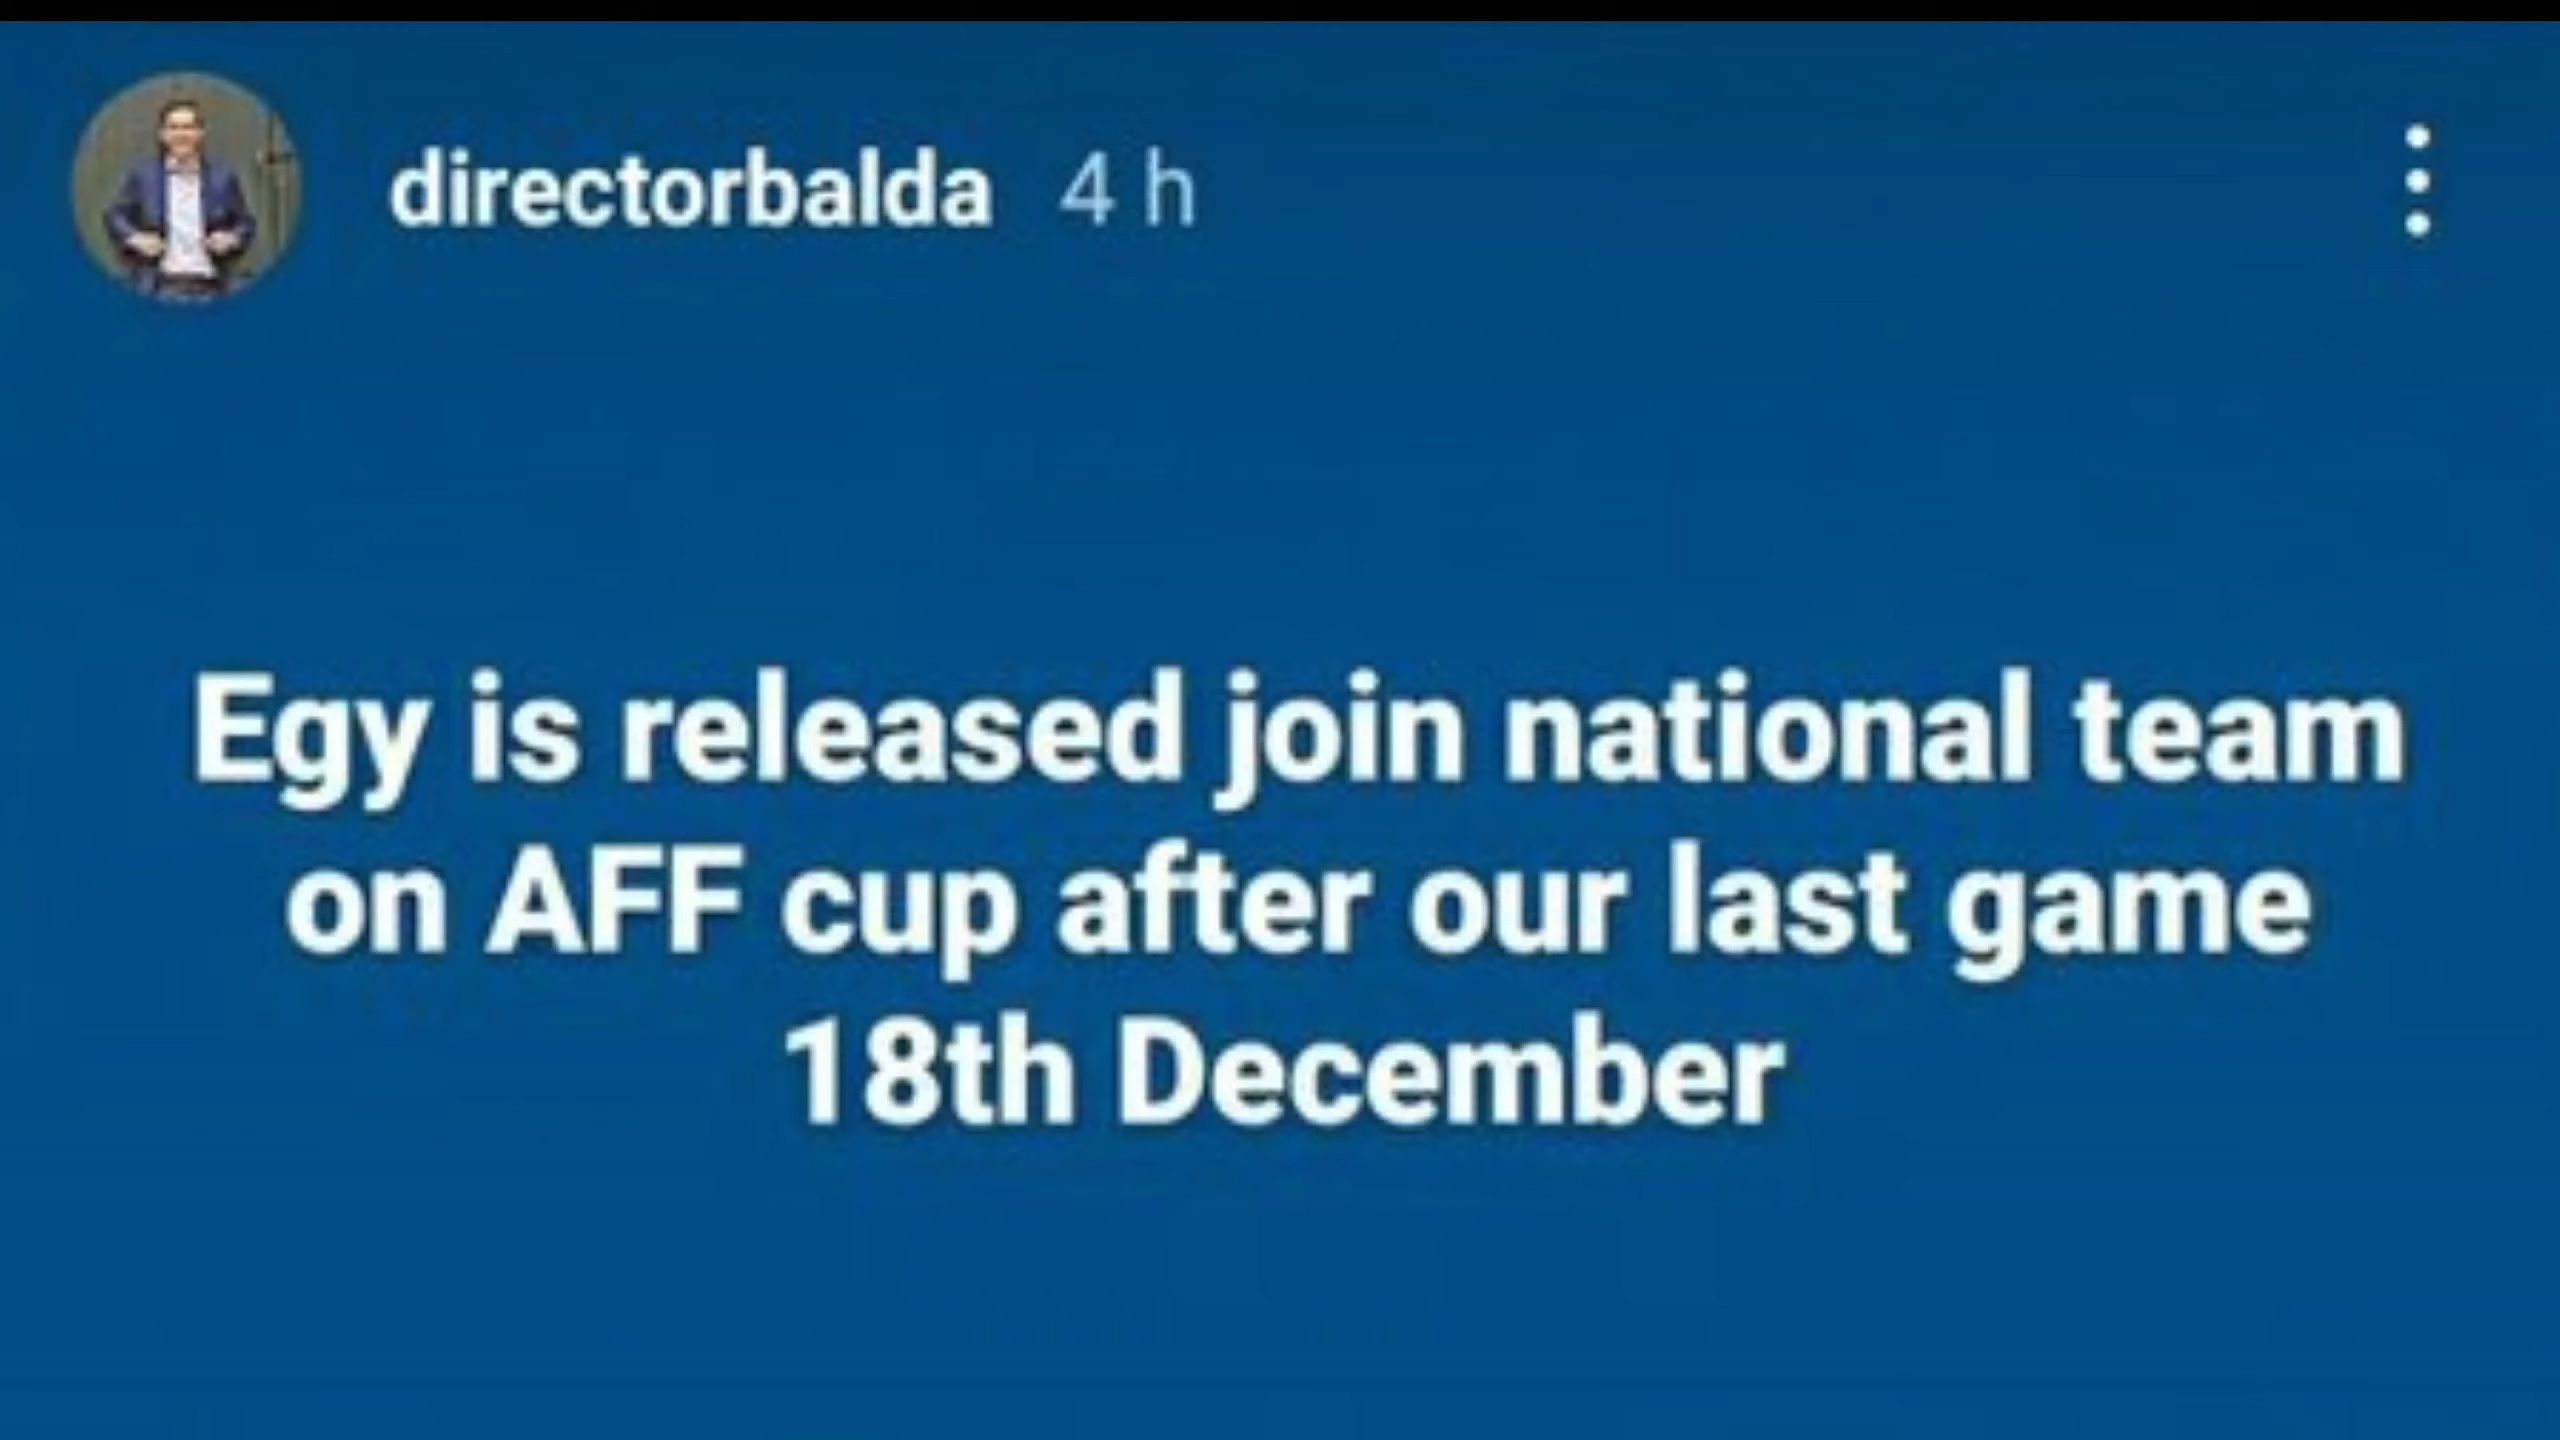 directorbalda 4 h
Egy is released join national team
on AFF cup after our last game
18th December